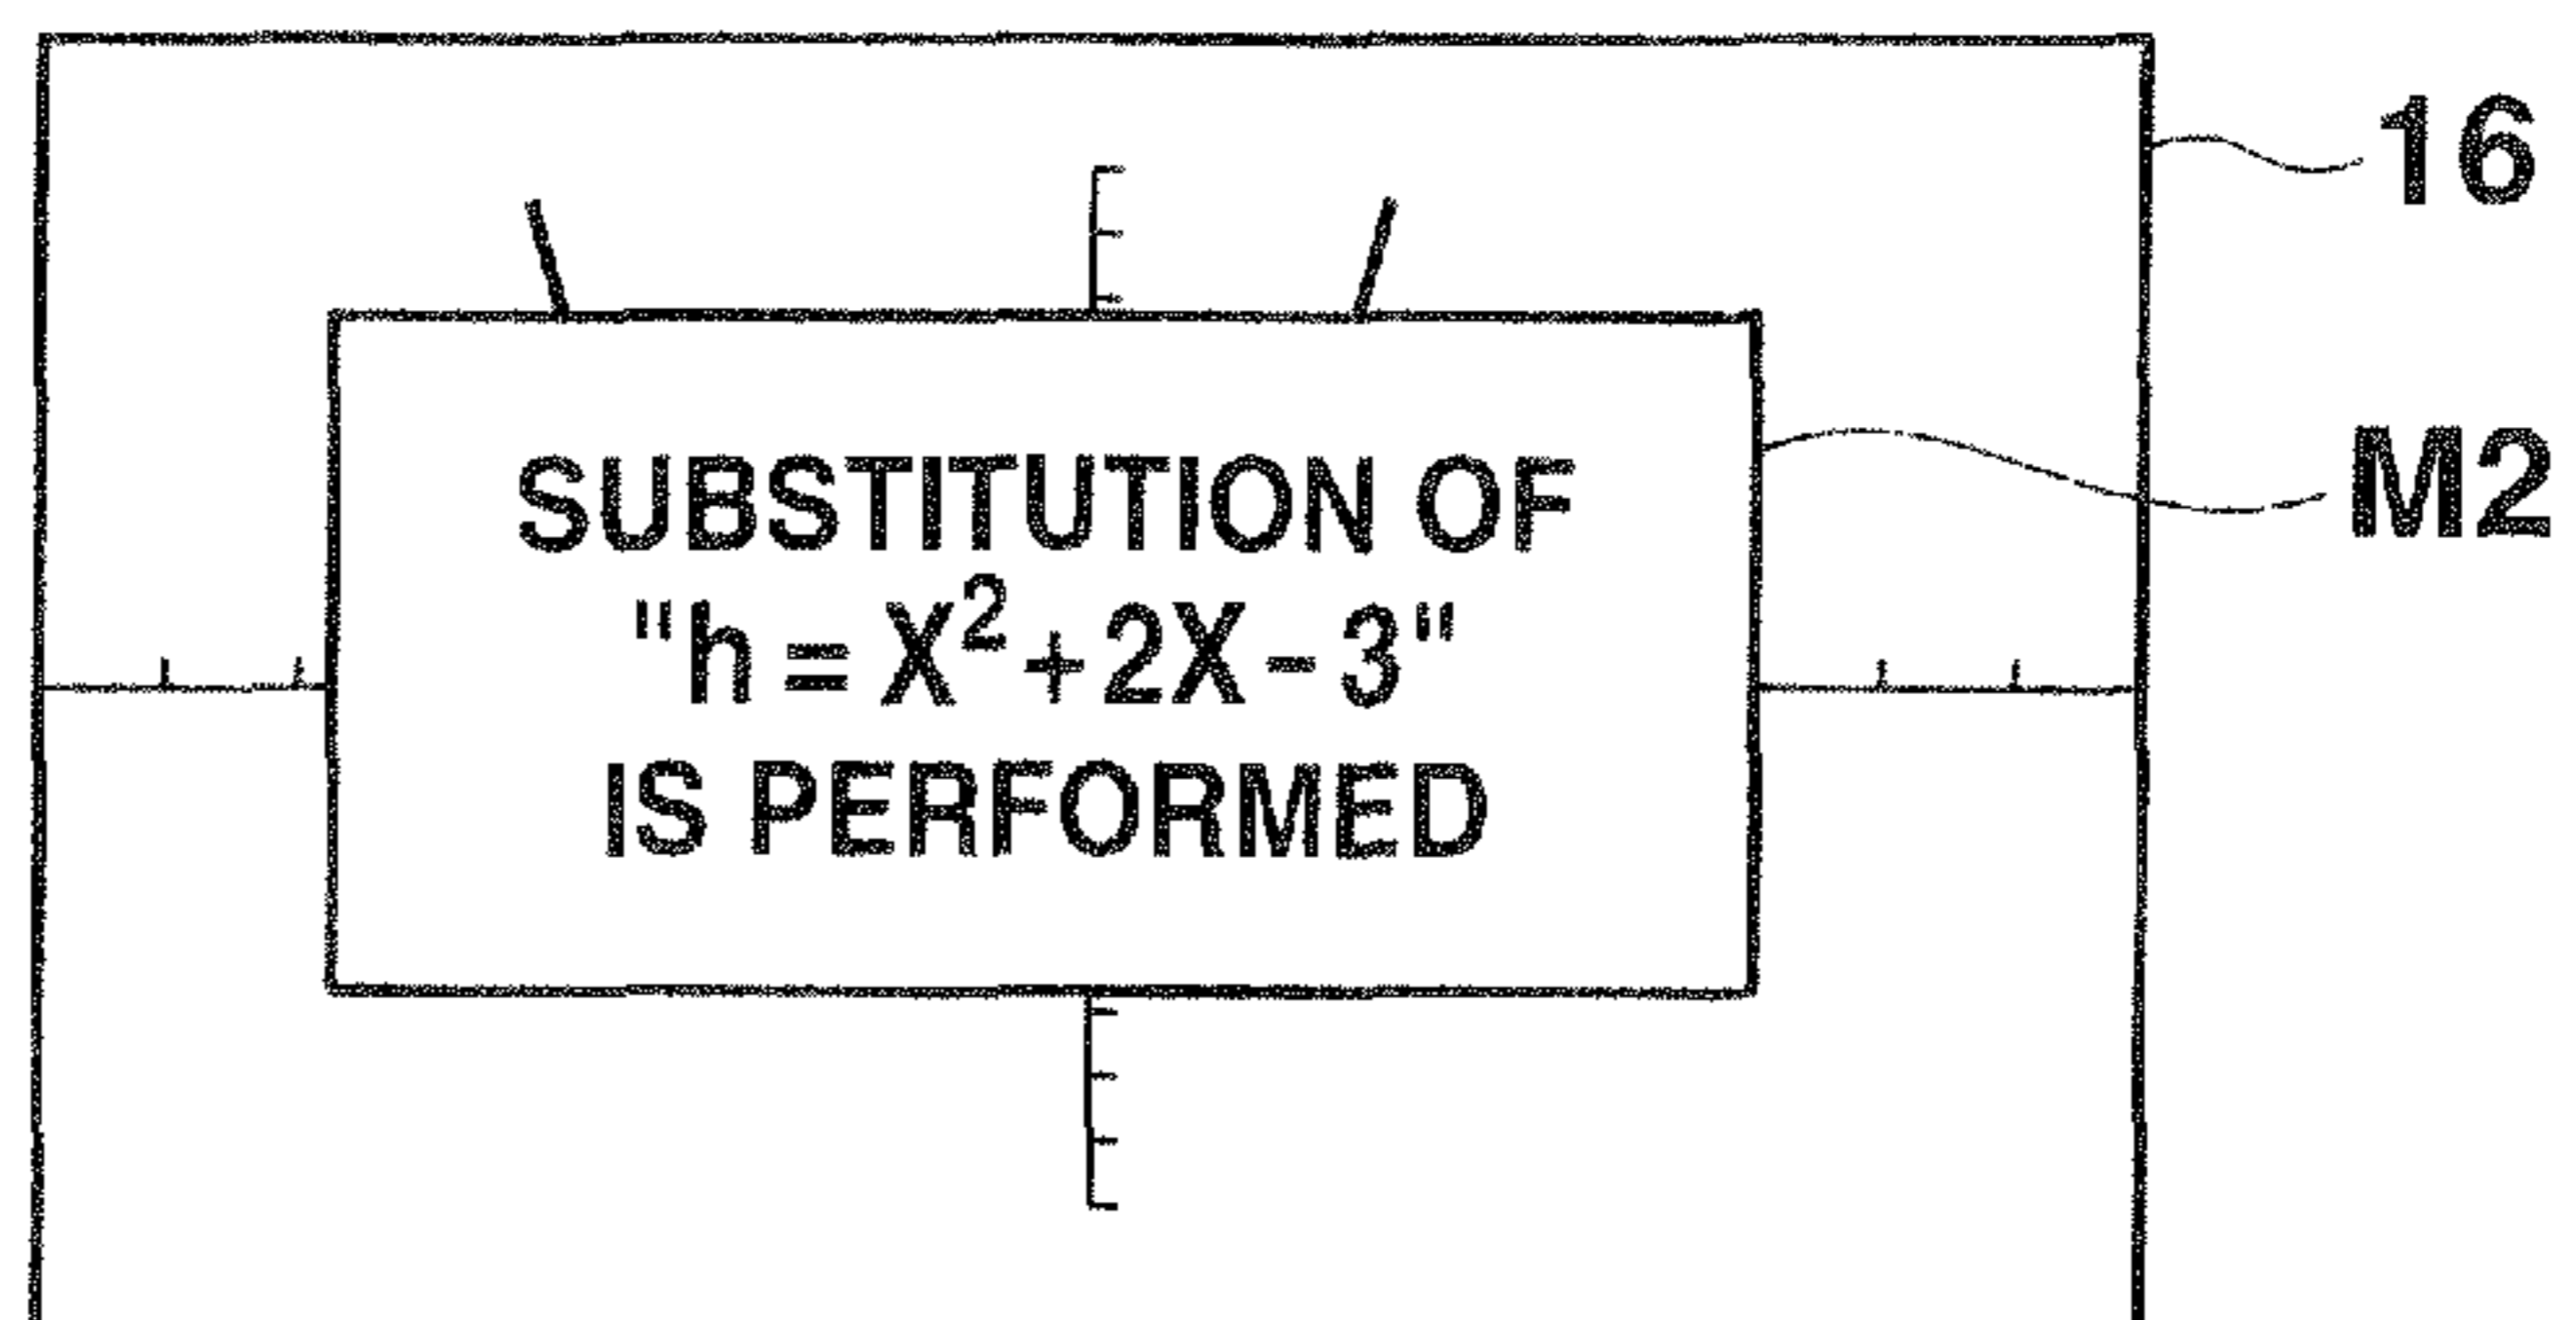 16
M2
SUBSTITUTION OF
"h = X² + 2X - 3"
IS PERFORMED